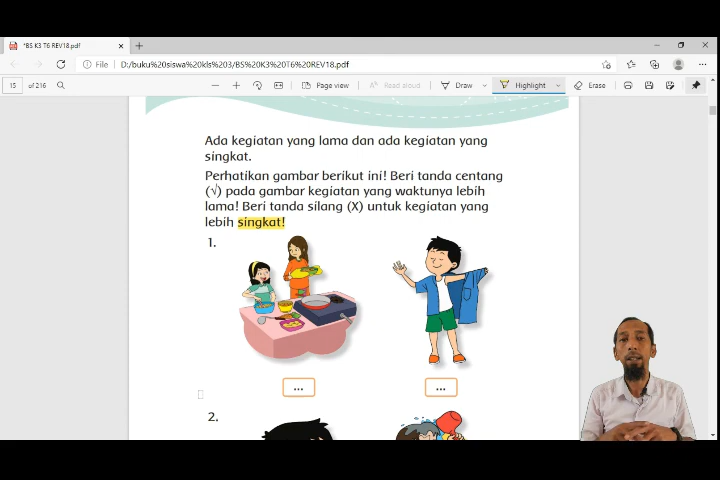 *BS K3 T6 REV18.pdf
File D:/buku%20siswa%20kls%203/BS%20K3%20T6%20REV18.pdf
15 of 216 Page view Read aloud Draw Highlight Erase
Ada kegiatan yang lama dan ada kegiatan yang
singkat.
Perhatikan gambar berikut ini! Beri tanda centang
(√) pada gambar kegiatan yang waktunya lebih
lama! Beri tanda silang (X) untuk kegiatan yang
lebih singkat!
1.
... ...
2.